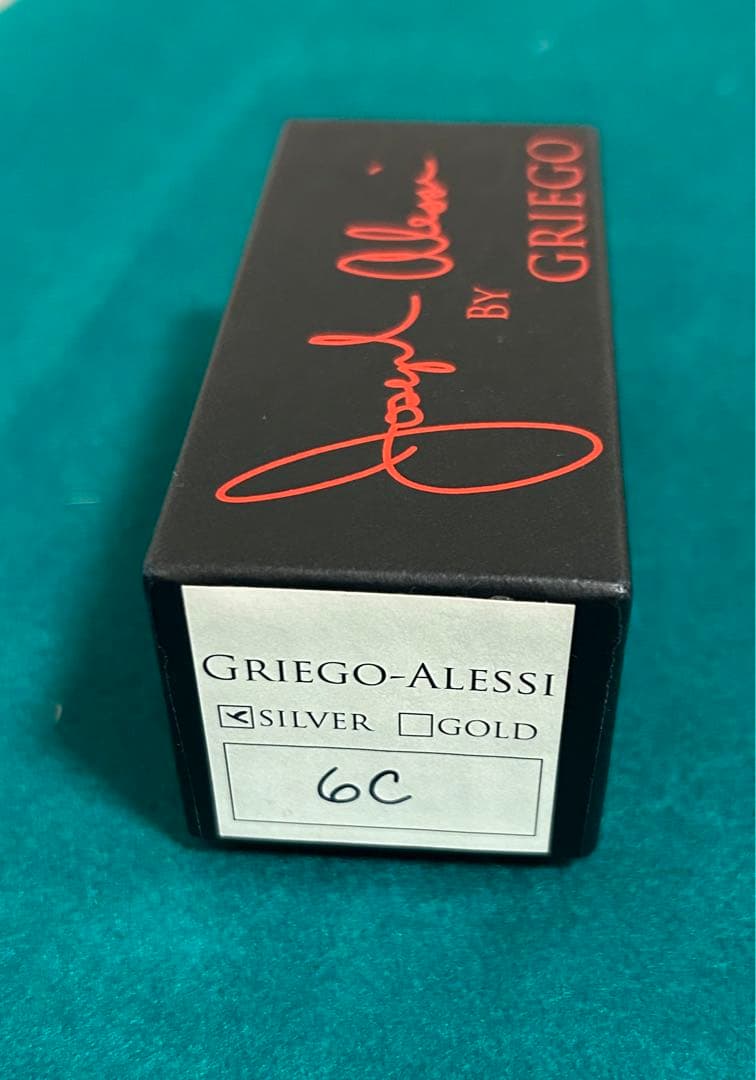 Joseph Alessi
BY
GRIEGO
GRIEGO-ALESSI
SILVER GOLD
6C